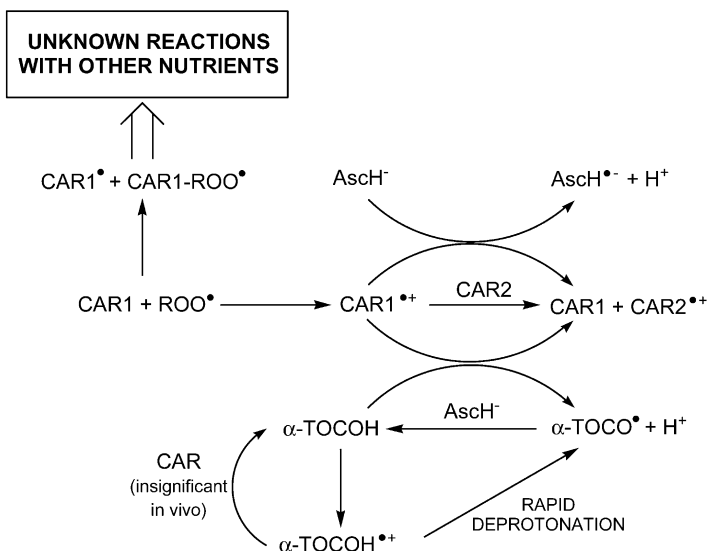 UNKNOWN REACTIONS
WITH OTHER NUTRIENTS
CAR1• + CAR1-ROO•
AscH-
AscH•- + H+
CAR1 + ROO•
CAR1•+
CAR2
CAR1 + CAR2•+
α-TOCOH
AscH-
α-TOCO• + H+
CAR
(insignificant
in vivo)
RAPID
DEPROTONATION
α-TOCOH•+